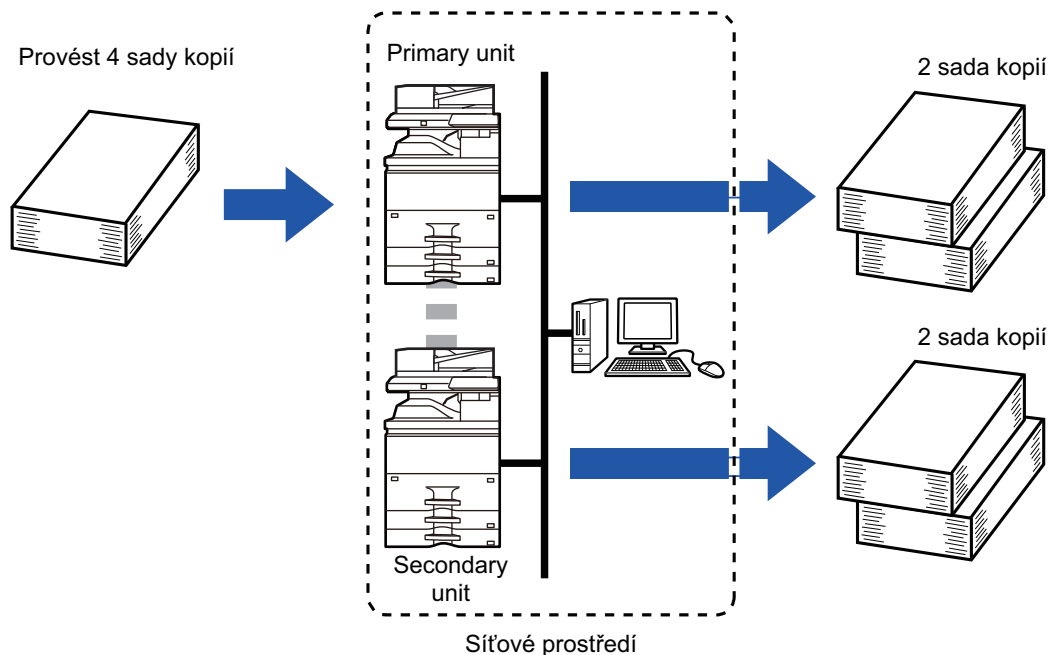 Provést 4 sady kopií
Primary unit
2 sada kopií
2 sada kopií
Secondary
unit
Síťové prostředí